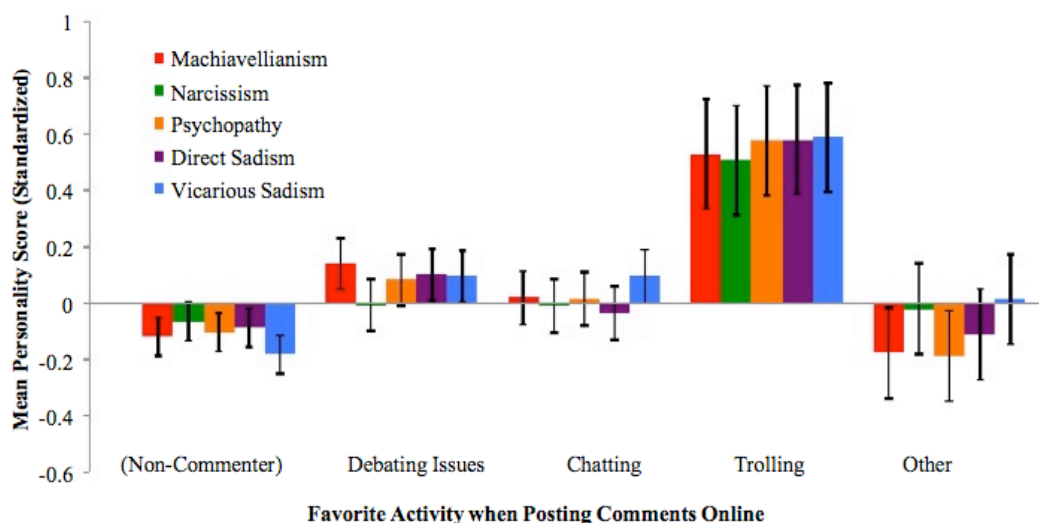 1
0.8
0.6
0.4
0.2
0
-0.2
-0.4
-0.6
Mean Personality Score (Standardized)
Machiavellianism
Narcissism
Psychopathy
Direct Sadism
Vicarious Sadism
(Non-Commenter) Debating Issues Chatting Trolling Other
Favorite Activity when Posting Comments Online